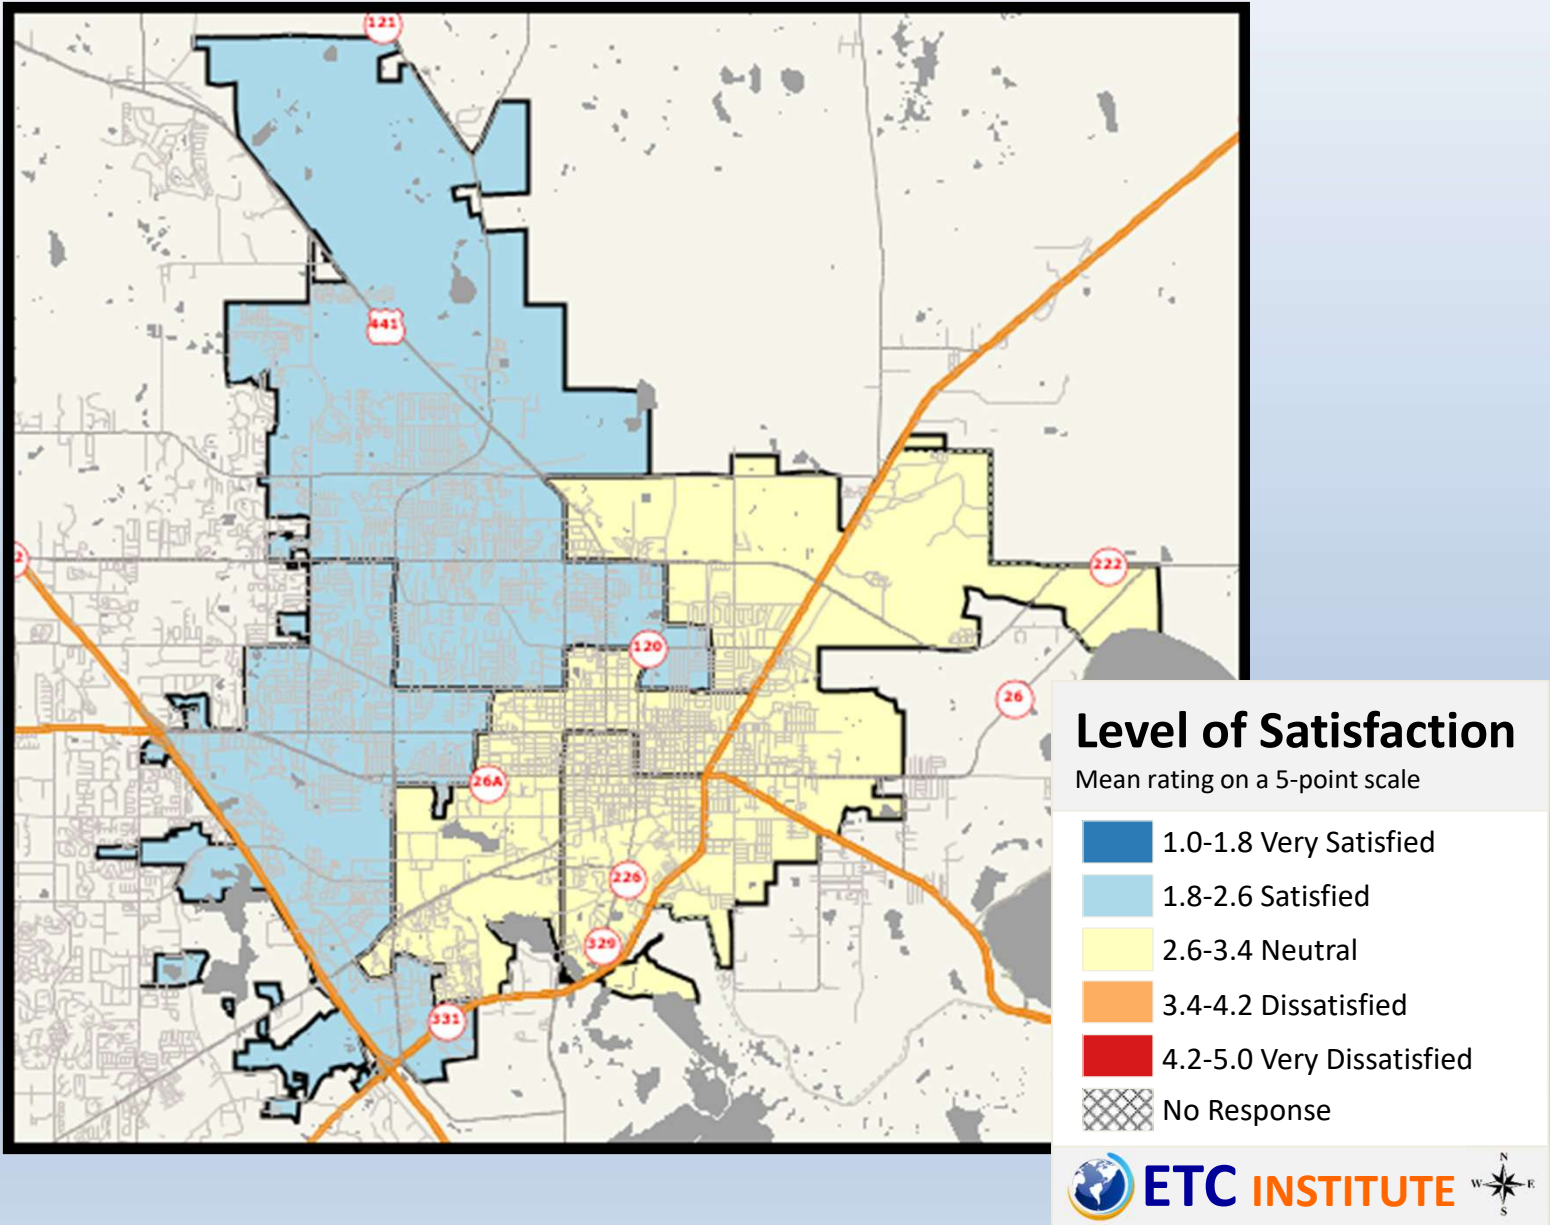 121
441
2
222
120
26
26A
226
329
331
Level of Satisfaction
Mean rating on a 5-point scale
1.0-1.8 Very Satisfied
1.8-2.6 Satisfied
2.6-3.4 Neutral
3.4-4.2 Dissatisfied
4.2-5.0 Very Dissatisfied
No Response
ETC INSTITUTE
N
W E
S